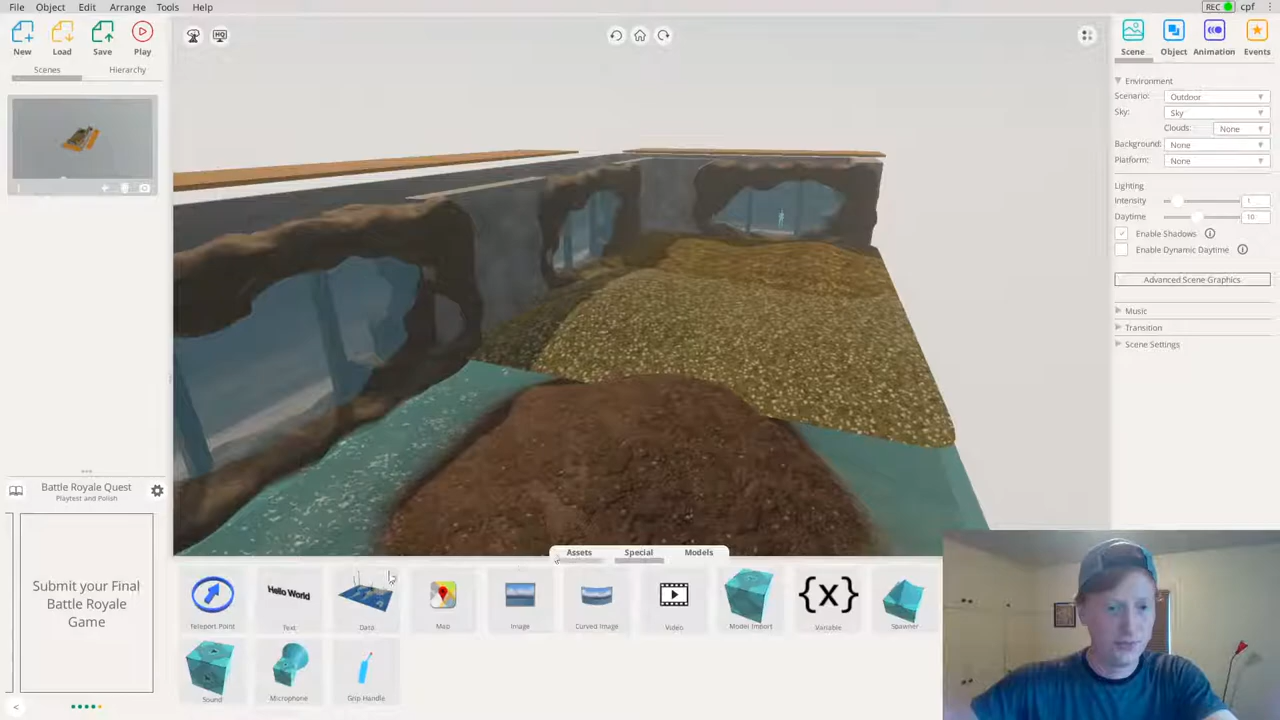 File Object Edit Arrange Tools Help
REC cpf
New Load Save Play
Scene Object Animation Events
Scenes Hierarchy
HQ
Environment
Scenario: Outdoor
Sky: Sky
Clouds: None
Background: None
Platform: None
Lighting
Intensity 1
Daytime 10
Enable Shadows
Enable Dynamic Daytime
Advanced Scene Graphics
Music
Transition
Scene Settings
Battle Royale Quest
Playtest and Polish
Submit your Final
Battle Royale
Game
Assets Special Models
Hello World
{x}
Teleport Point Text Data Map Image Curved Image Video Model Import Variable Spawner
Sound Microphone Grip Handle